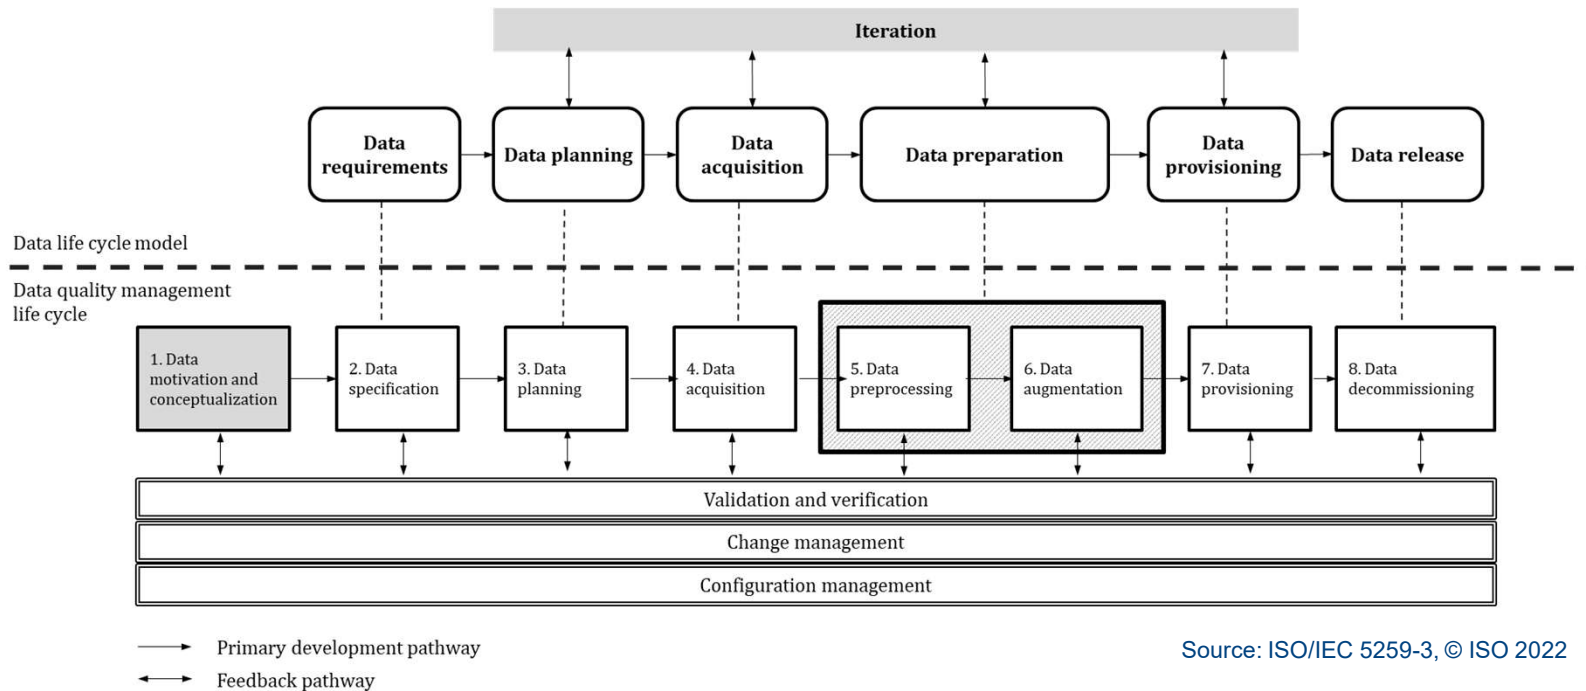 Iteration
Data
requirements
Data planning
Data
acquisition
Data preparation
Data
provisioning
Data release
Data life cycle model
Data quality management
life cycle
1. Data
motivation and
conceptualization
2. Data
specification
3. Data
planning
4. Data
acquisition
5. Data
preprocessing
6. Data
augmentation
7. Data
provisioning
8. Data
decommissioning
Validation and verification
Change management
Configuration management
Primary development pathway
Feedback pathway
Source: ISO/IEC 5259-3, © ISO 2022